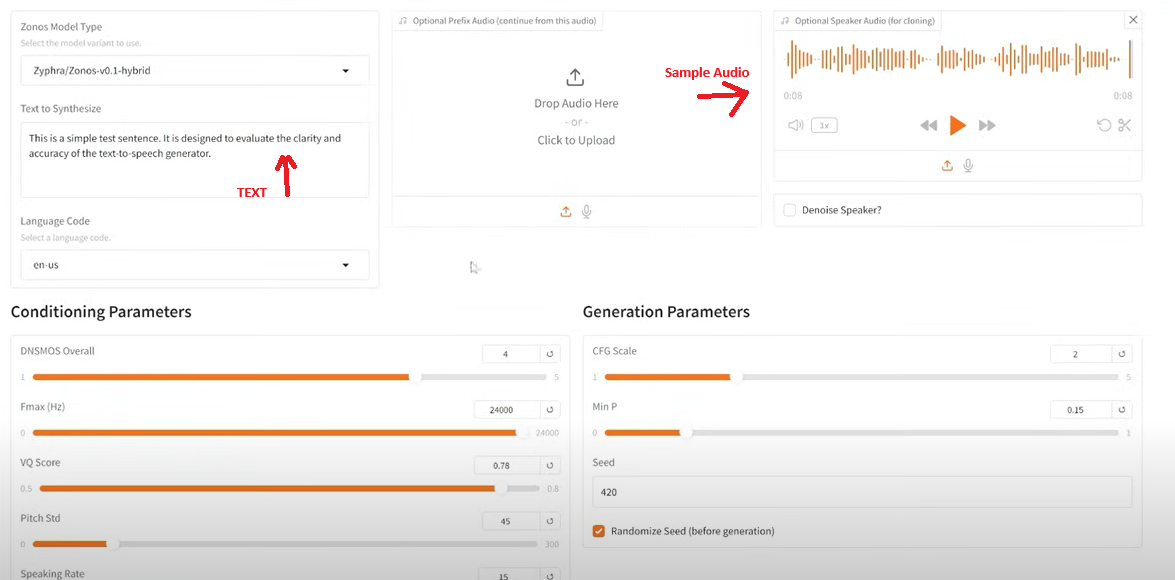 Zonos Model Type
Select the model variant to use.
Zyphra/Zonos-v0.1-hybrid
Text to Synthesize
This is a simple test sentence. It is designed to evaluate the clarity and
accuracy of the text-to-speech generator.
TEXT
Language Code
Select a language code.
en-us
Optional Prefix Audio (continue from this audio)
Drop Audio Here
- or -
Click to Upload
Sample Audio
Optional Speaker Audio (for cloning)
0:08 0:08
1x
Denoise Speaker?
Conditioning Parameters
DNSMOS Overall 4
1 5
Fmax (Hz) 24000
0 24000
VQ Score 0.78
0.5 0.8
Pitch Std 45
0 300
Speaking Rate 15
Generation Parameters
CFG Scale 2
1 5
Min P 0.15
0 1
Seed
420
Randomize Seed (before generation)